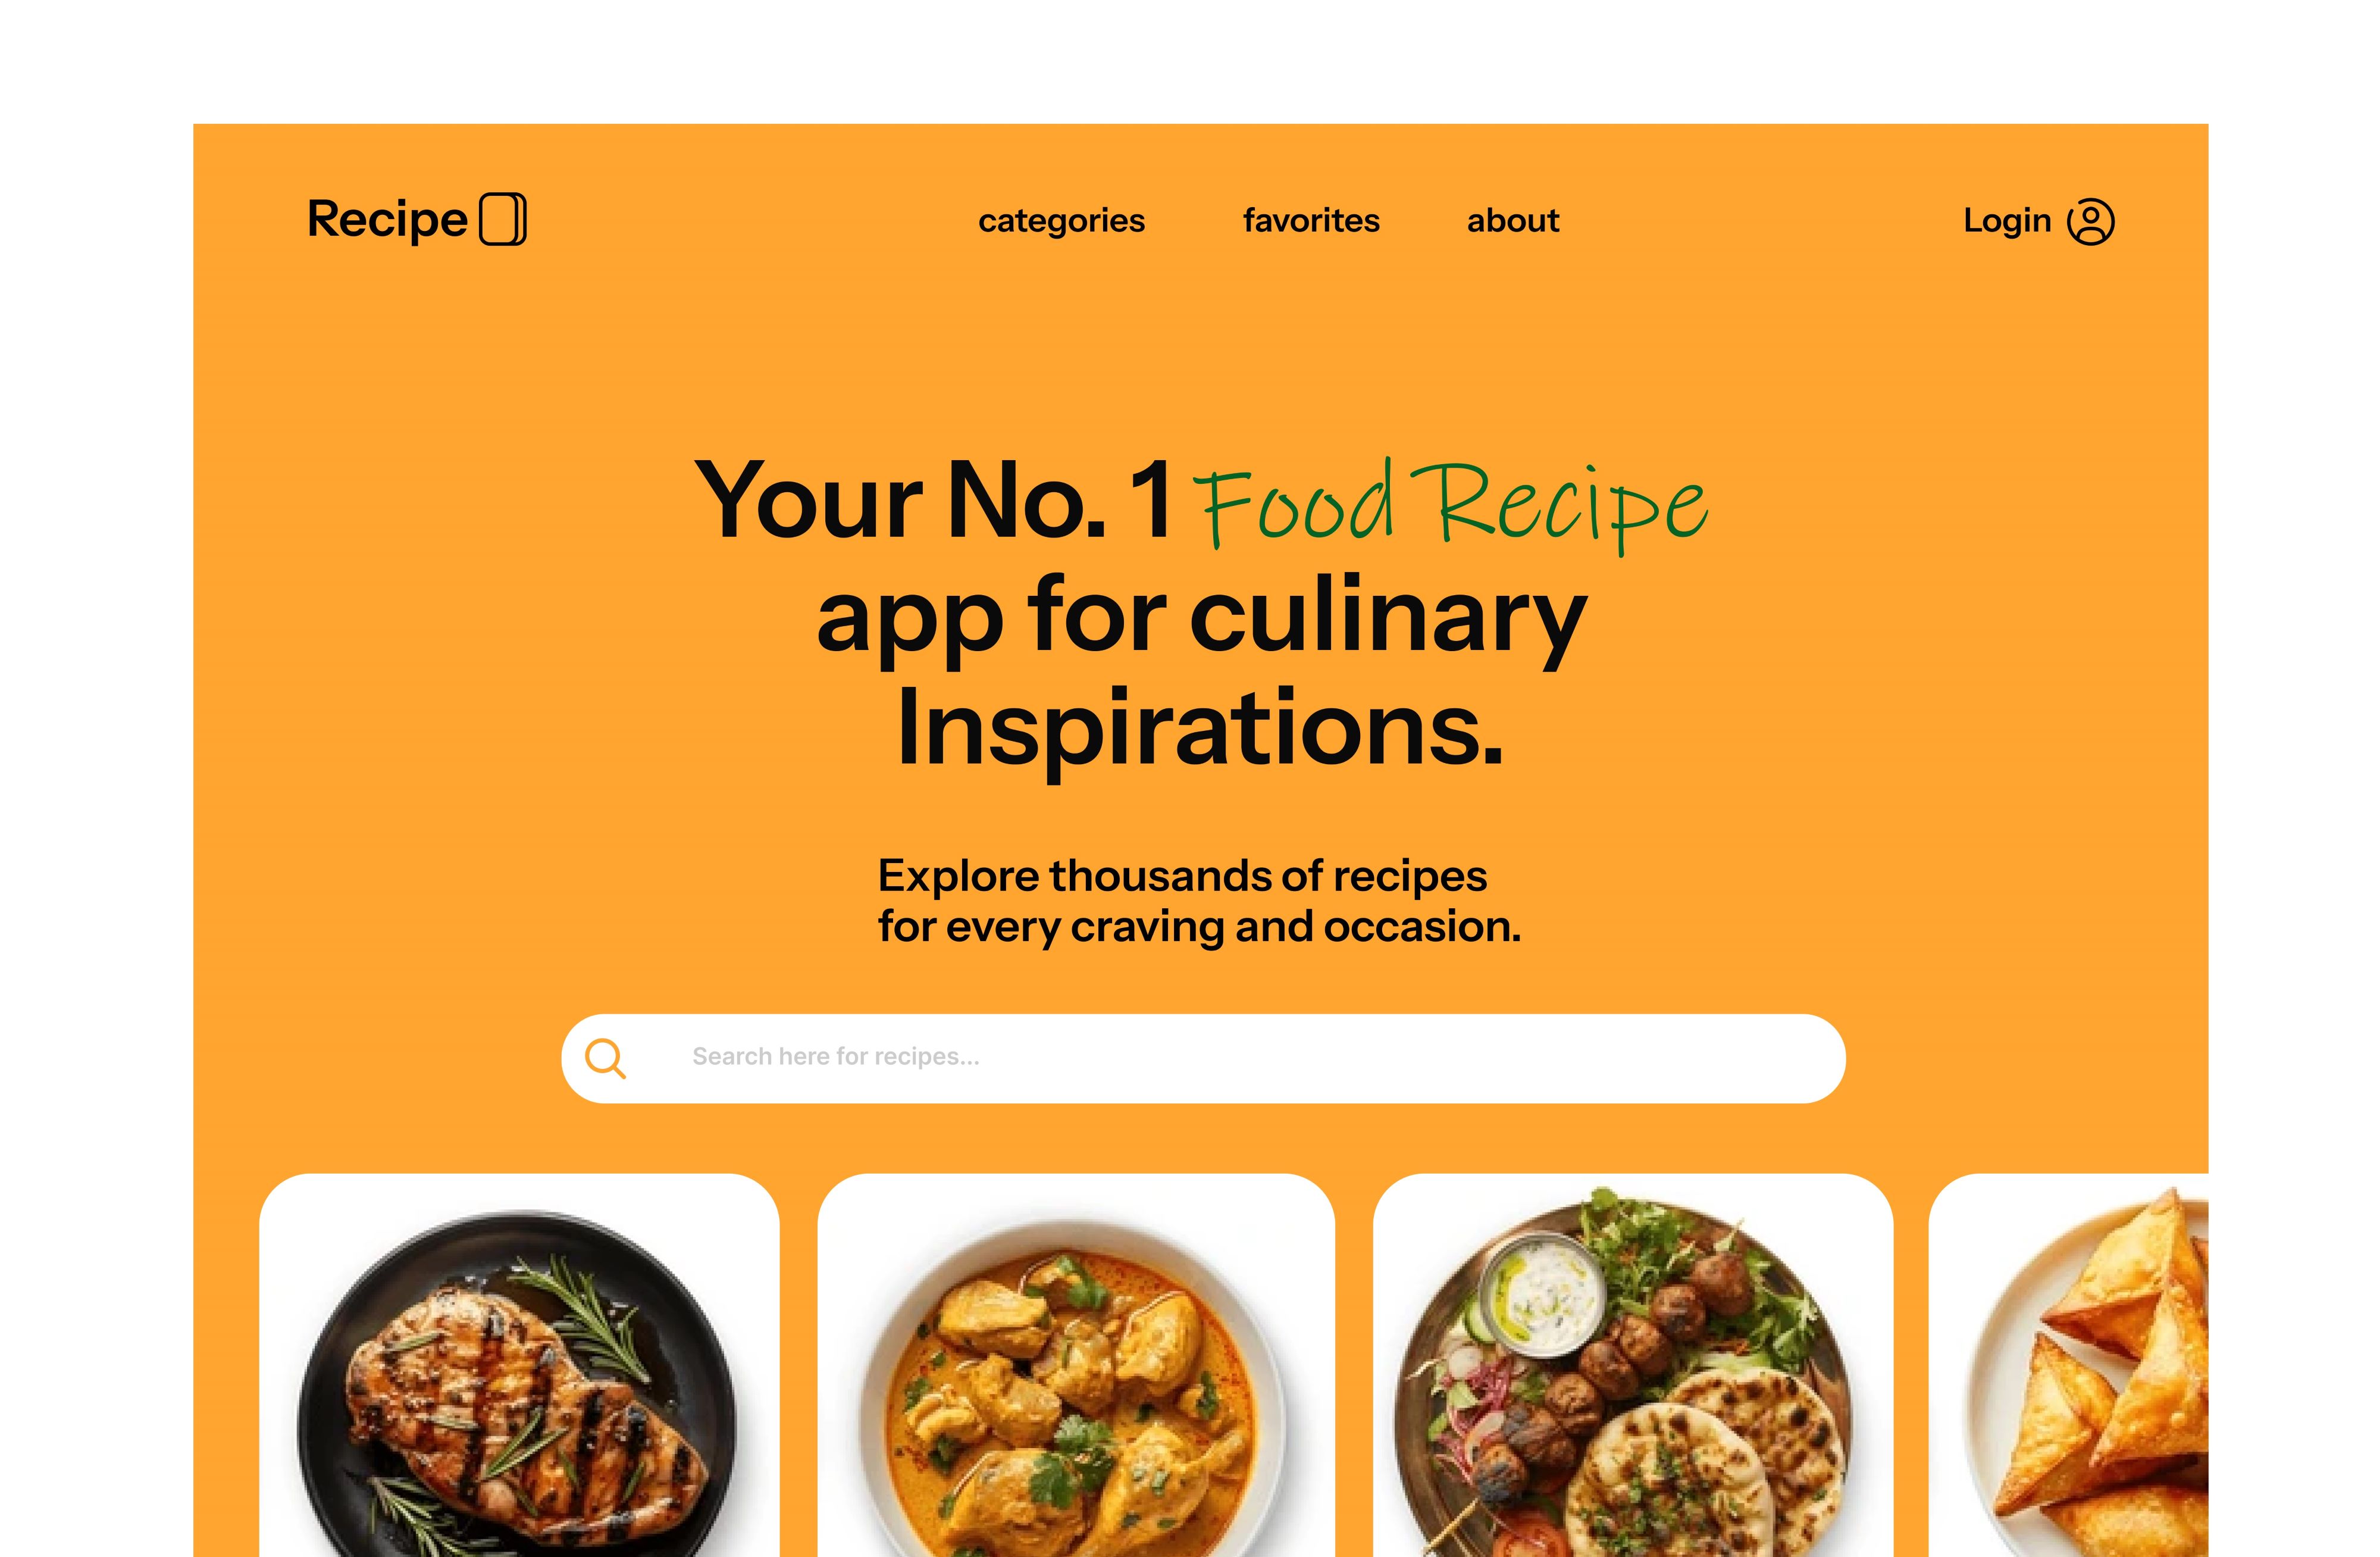 Recipe
categories favorites about
Login
Your No. 1 Food Recipe
app for culinary
Inspirations.
Explore thousands of recipes
for every craving and occasion.
Search here for recipes...